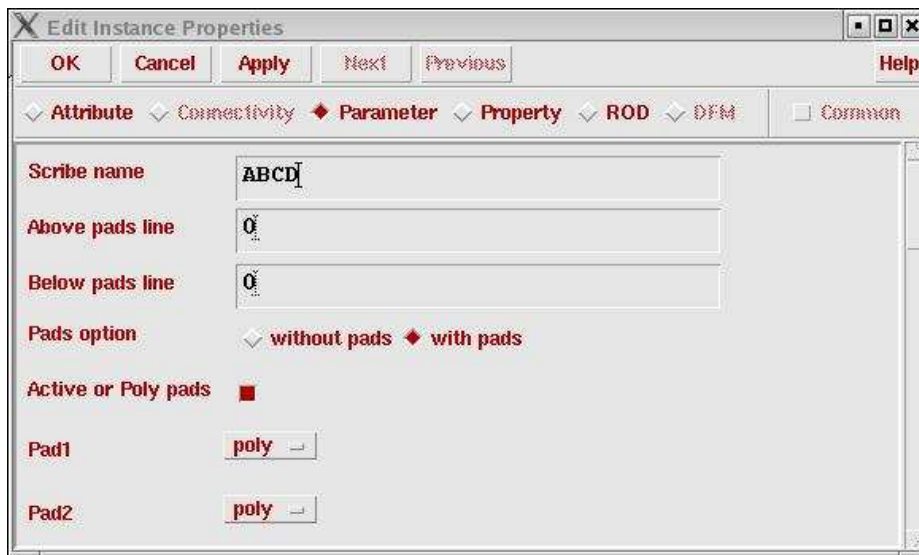 Edit Instance Properties
OK Cancel Apply Next Previous Help
Attribute Connectivity Parameter Property ROD DFM Common
Scribe name ABCD
Above pads line 0
Below pads line 0
Pads option without pads with pads
Active or Poly pads
Pad1 poly
Pad2 poly